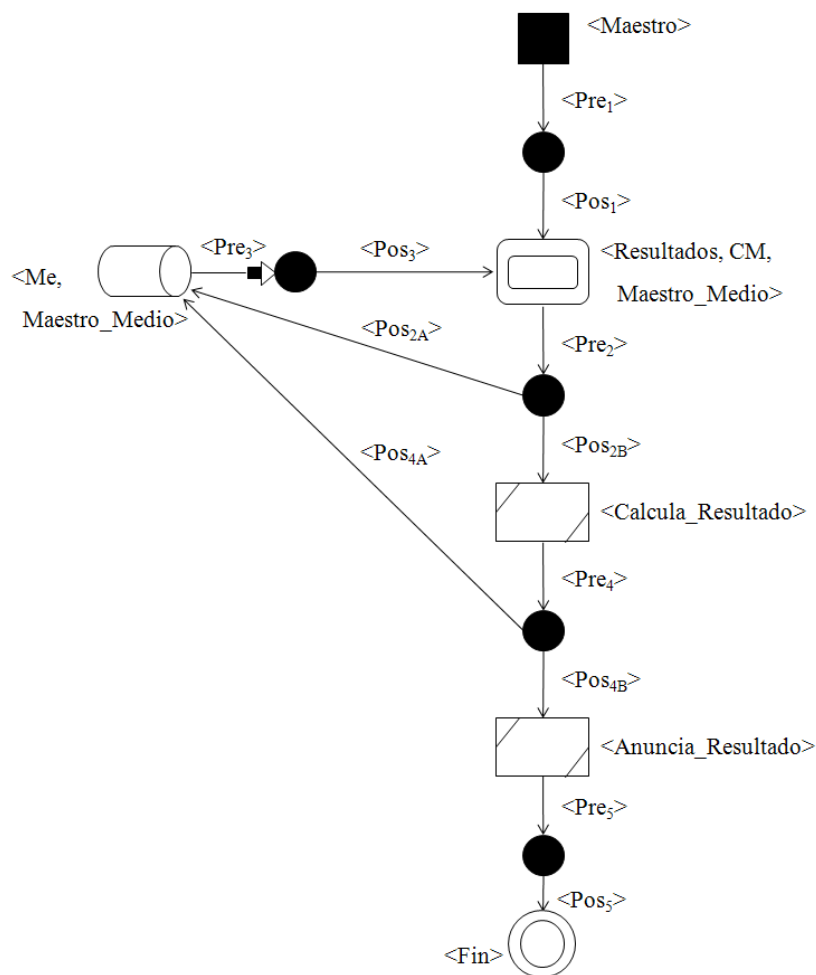 <Maestro>
<Pre1>
<Pos1>
<Pre3>
<Pos3>
<Resultados, CM,
Maestro_Medio>
<Me,
Maestro_Medio>
<Pos2A>
<Pre2>
<Pos4A>
<Pos2B>
<Calcula_Resultado>
<Pre4>
<Pos4B>
<Anuncia_Resultado>
<Pre5>
<Pos5>
<Fin>